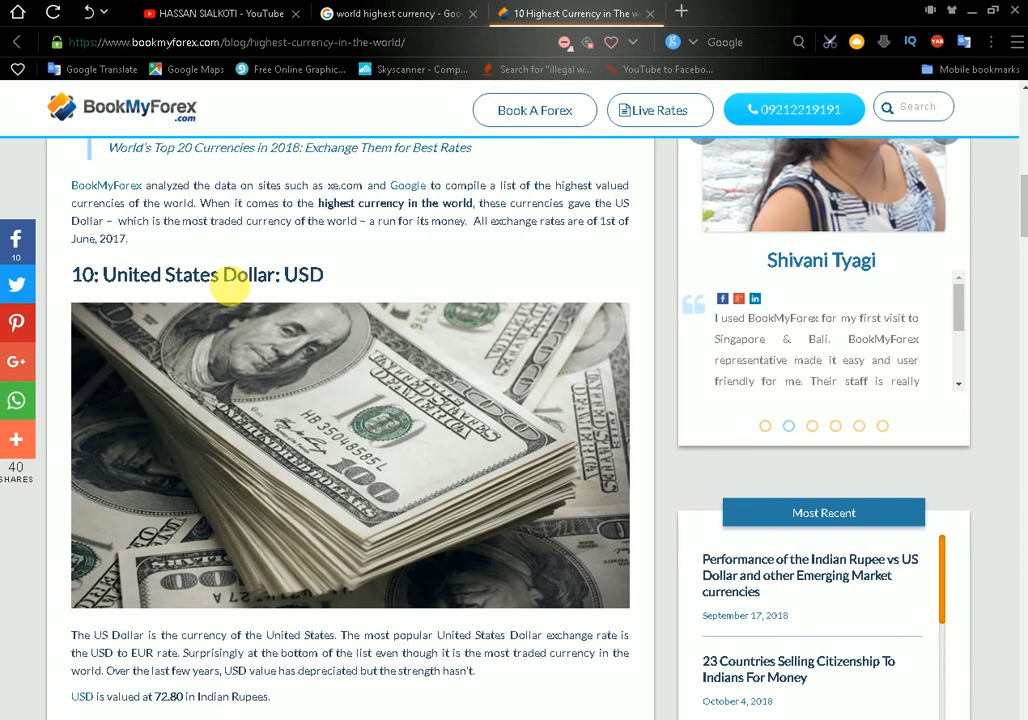 HASSAN SIALKOTI - YouTube
world highest currency - Goo
10 Highest Currency in The w
https://www.bookmyforex.com/blog/highest-currency-in-the-world/
Google
IQ
Google Translate
Google Maps
Free Online Graphic...
Skyscanner - Comp...
Search for "illegal w...
YouTube to Facebo...
Mobile bookmarks
BookMyForex
.com
Book A Forex
Live Rates
09212219191
Search
World's Top 20 Currencies in 2018: Exchange Them for Best Rates
BookMyForex analyzed the data on sites such as xe.com and Google to compile a list of the highest valued
currencies of the world. When it comes to the highest currency in the world, these currencies gave the US
Dollar – which is the most traded currency of the world – a run for its money. All exchange rates are of 1st of
June, 2017.
10: United States Dollar: USD
HB 35048585L
100
10
40
SHARES
The US Dollar is the currency of the United States. The most popular United States Dollar exchange rate is
the USD to EUR rate. Surprisingly at the bottom of the list even though it is the most traded currency in the
world. Over the last few years, USD value has depreciated but the strength hasn't.
USD is valued at 72.80 in Indian Rupees.
Shivani Tyagi
I used BookMyForex for my first visit to
Singapore & Bali. BookMyForex
representative made it easy and user
friendly for me. Their staff is really
Most Recent
Performance of the Indian Rupee vs US
Dollar and other Emerging Market
currencies
September 17, 2018
23 Countries Selling Citizenship To
Indians For Money
October 4, 2018